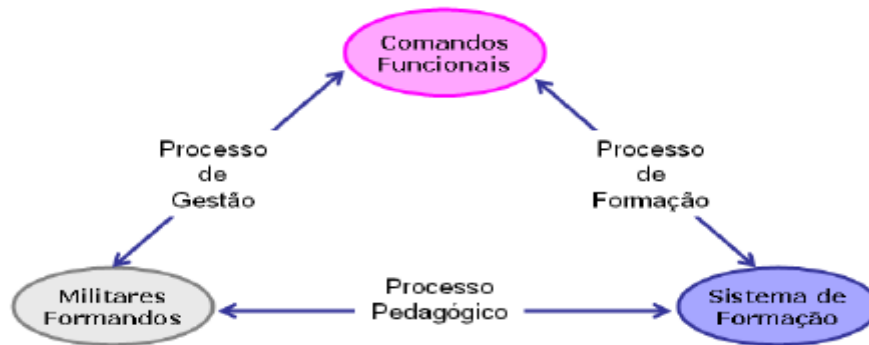 Comandos
Funcionais
Processo
de
Gestão
Processo
de
Formação
Militares
Formandos
Processo
Pedagógico
Sistema de
Formação